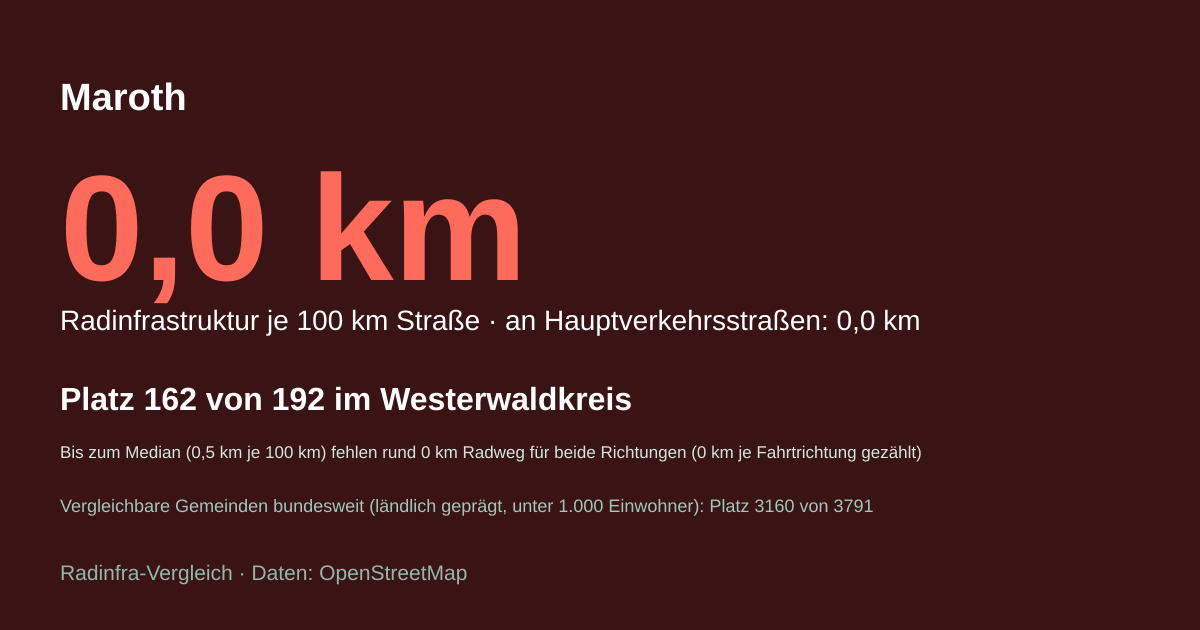 Maroth
0,0 km
Radinfrastruktur je 100 km Straße · an Hauptverkehrsstraßen: 0,0 km
Platz 162 von 192 im Westerwaldkreis
Bis zum Median (0,5 km je 100 km) fehlen rund 0 km Radweg für beide Richtungen (0 km je Fahrtrichtung gezählt)
Vergleichbare Gemeinden bundesweit (ländlich geprägt, unter 1.000 Einwohner): Platz 3160 von 3791
Radinfra-Vergleich · Daten: OpenStreetMap